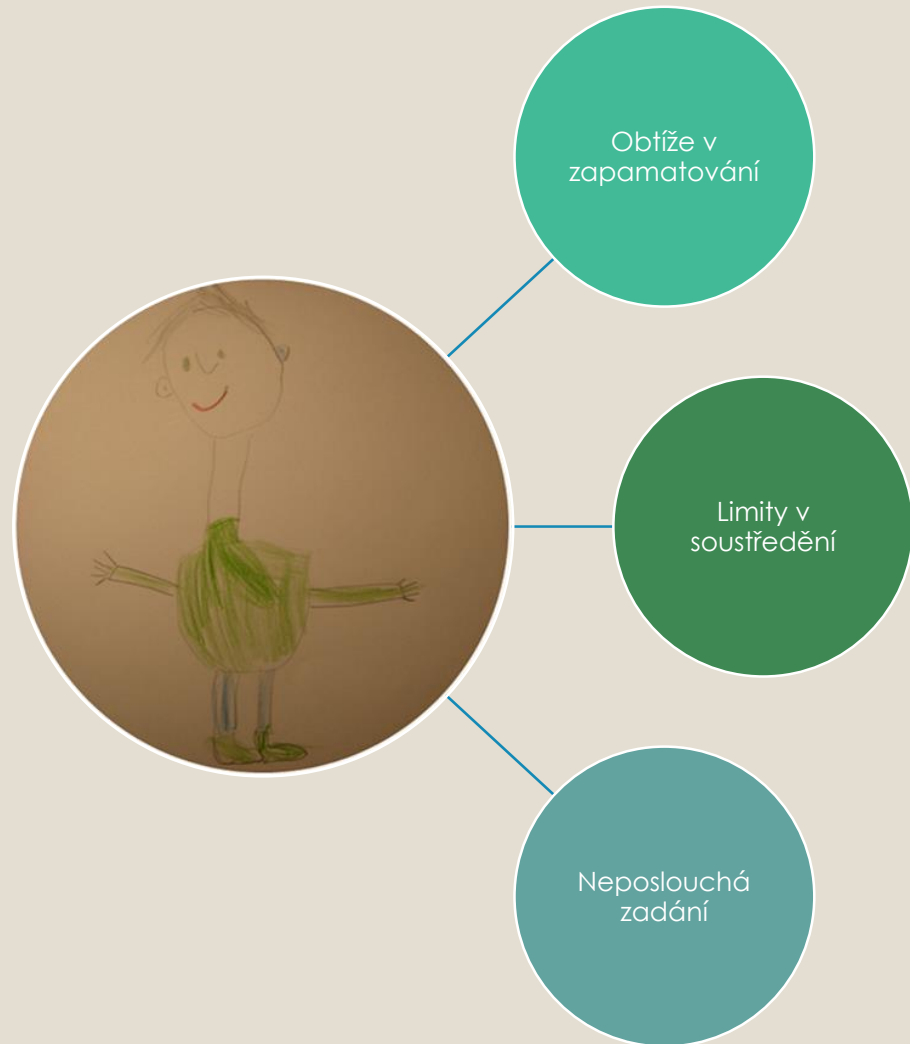 Obtíže v
zapamatování
Limity v
soustředění
Neposlouchá
zadání